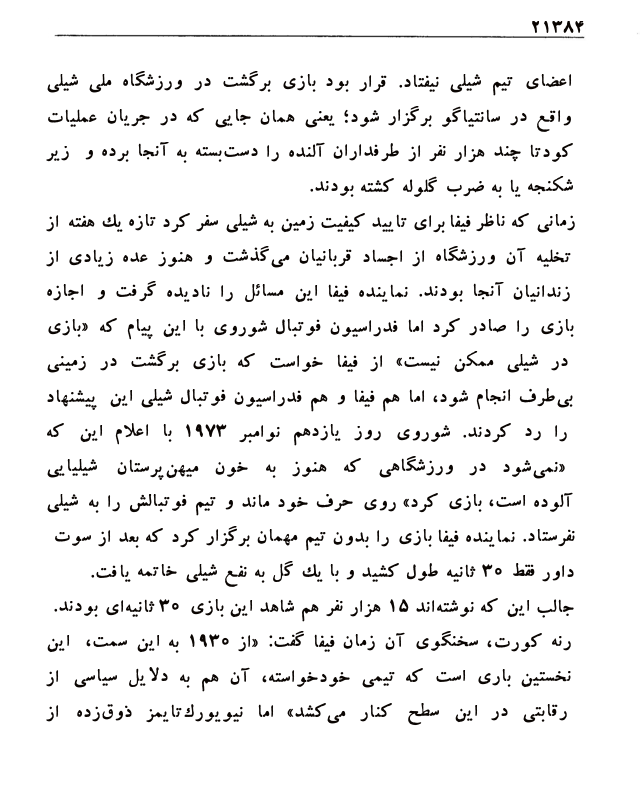 ۲۱۳۸۴
اعضای تیم شیلی نیفتاد. قرار بود بازی برگشت در ورزشگاه ملی شیلی
واقع در سانتیاگو برگزار شود؛ یعنی همان جایی که در جریان عملیات
کودتا چند هزار نفر از طرفداران آلنده را دست‌بسته به آنجا برده و زیر
شکنجه یا به ضرب گلوله کشته بودند.
زمانی که ناظر فیفا برای تایید کیفیت زمین به شیلی سفر کرد تازه یك هفته از
تخلیه آن ورزشگاه از اجساد قربانیان می‌گذشت و هنوز عده زیادی از
زندانیان آنجا بودند. نماینده فیفا این مسائل را نادیده گرفت و اجازه
بازی را صادر کرد اما فدراسیون فوتبال شوروی با این پیام که «بازی
در شیلی ممکن نیست» از فیفا خواست که بازی برگشت در زمینی
بی‌طرف انجام شود، اما هم فیفا و هم فدراسیون فوتبال شیلی این پیشنهاد
را رد کردند. شوروی روز یازدهم نوامبر ۱۹۷۳ با اعلام این که
«نمی‌شود در ورزشگاهی که هنوز به خون میهن‌پرستان شیلیایی
آلوده است، بازی کرد» روی حرف خود ماند و تیم فوتبالش را به شیلی
نفرستاد. نماینده فیفا بازی را بدون تیم مهمان برگزار کرد که بعد از سوت
داور فقط ۳۰ ثانیه طول کشید و با یك گل به نفع شیلی خاتمه یافت.
جالب این که نوشته‌اند ۱۵ هزار نفر هم شاهد این بازی ۳۰ ثانیه‌ای بودند.
رنه کورت، سخنگوی آن زمان فیفا گفت: «از ۱۹۳۰ به این سمت، این
نخستین باری است که تیمی خودخواسته، آن هم به دلایل سیاسی از
رقابتی در این سطح کنار می‌کشد» اما نیویورك‌تایمز ذوق‌زده از